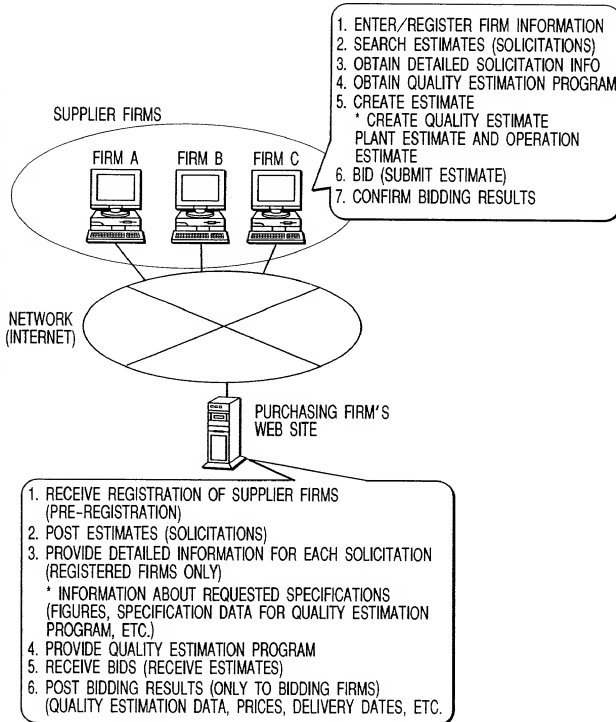 1. ENTER/REGISTER FIRM INFORMATION
2. SEARCH ESTIMATES (SOLICITATIONS)
3. OBTAIN DETAILED SOLICITATION INFO
4. OBTAIN QUALITY ESTIMATION PROGRAM
5. CREATE ESTIMATE
* CREATE QUALITY ESTIMATE
PLANT ESTIMATE AND OPERATION
ESTIMATE
6. BID (SUBMIT ESTIMATE)
7. CONFIRM BIDDING RESULTS
SUPPLIER FIRMS
FIRM A
FIRM B
FIRM C
NETWORK
(INTERNET)
PURCHASING FIRM'S
WEB SITE
1. RECEIVE REGISTRATION OF SUPPLIER FIRMS
(PRE-REGISTRATION)
2. POST ESTIMATES (SOLICITATIONS)
3. PROVIDE DETAILED INFORMATION FOR EACH SOLICITATION
(REGISTERED FIRMS ONLY)
* INFORMATION ABOUT REQUESTED SPECIFICATIONS
(FIGURES, SPECIFICATION DATA FOR QUALITY ESTIMATION
PROGRAM, ETC.)
4. PROVIDE QUALITY ESTIMATION PROGRAM
5. RECEIVE BIDS (RECEIVE ESTIMATES)
6. POST BIDDING RESULTS (ONLY TO BIDDING FIRMS)
(QUALITY ESTIMATION DATA, PRICES, DELIVERY DATES, ETC.